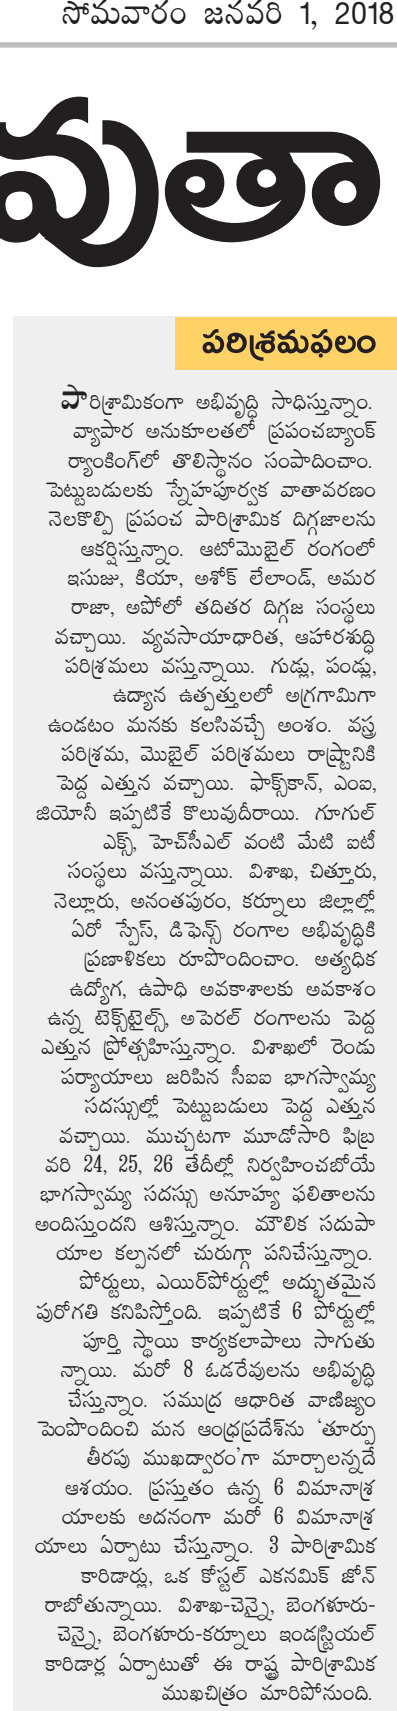 సోమవారం జనవరి 1, 2018
వుతా
పరిశ్రమఫలం
పారిశ్రామికంగా అభివృద్ధి సాధిస్తున్నాం.
వ్యాపార అనుకూలతలో ప్రపంచబ్యాంక్
ర్యాంకింగ్‌లో తొలిస్థానం సంపాదించాం.
పెట్టుబడులకు స్నేహపూర్వక వాతావరణం
నెలకొల్పి ప్రపంచ పారిశ్రామిక దిగ్గజాలను
ఆకర్షిస్తున్నాం. ఆటోమొబైల్ రంగంలో
ఇసుజు, కియా, అశోక్ లేలాండ్, అమర
రాజా, అపోలో తదితర దిగ్గజ సంస్థలు
వచ్చాయి. వ్యవసాయాధారిత, ఆహారశుద్ధి
పరిశ్రమలు వస్తున్నాయి. గుడ్లు, పండ్లు,
ఉద్యాన ఉత్పత్తులలో అగ్రగామిగా
ఉండటం మనకు కలసివచ్చే అంశం. వస్త్ర
పరిశ్రమ, మొబైల్ పరిశ్రమలు రాష్ట్రానికి
పెద్ద ఎత్తున వచ్చాయి. ఫాక్స్‌కాన్, ఎంఐ,
జియోనీ ఇప్పటికే కొలువుదీరాయి. గూగుల్
ఎక్స్, హెచ్‌సీఎల్ వంటి మేటి ఐటీ
సంస్థలు వస్తున్నాయి. విశాఖ, చిత్తూరు,
నెల్లూరు, అనంతపురం, కర్నూలు జిల్లాల్లో
ఏరో స్పేస్, డిఫెన్స్ రంగాల అభివృద్ధికి
ప్రణాళికలు రూపొందించాం. అత్యధిక
ఉద్యోగ, ఉపాధి అవకాశాలకు అవకాశం
ఉన్న టెక్స్‌టైల్స్, అపెరల్ రంగాలను పెద్ద
ఎత్తున ప్రోత్సహిస్తున్నాం. విశాఖలో రెండు
పర్యాయాలు జరిపిన సీఐఐ భాగస్వామ్య
సదస్సుల్లో పెట్టుబడులు పెద్ద ఎత్తున
వచ్చాయి. ముచ్చటగా మూడోసారి ఫిబ్ర
వరి 24, 25, 26 తేదీల్లో నిర్వహించబోయే
భాగస్వామ్య సదస్సు అనూహ్య ఫలితాలను
అందిస్తుందని ఆశిస్తున్నాం. మౌలిక సదుపా
యాల కల్పనలో చురుగ్గా పనిచేస్తున్నాం.
పోర్టులు, ఎయిర్‌పోర్టుల్లో అద్భుతమైన
పురోగతి కనిపిస్తోంది. ఇప్పటికే 6 పోర్టుల్లో
పూర్తి స్థాయి కార్యకలాపాలు సాగుతు
న్నాయి. మరో 8 ఓడరేవులను అభివృద్ధి
చేస్తున్నాం. సముద్ర ఆధారిత వాణిజ్యం
పెంపొందించి మన ఆంధ్రప్రదేశ్‌ను ‘తూర్పు
తీరపు ముఖద్వారం’గా మార్చాలన్నదే
ఆశయం. ప్రస్తుతం ఉన్న 6 విమానాశ్ర
యాలకు అదనంగా మరో 6 విమానాశ్ర
యాలు ఏర్పాటు చేస్తున్నాం. 3 పారిశ్రామిక
కారిడార్లు, ఒక కోస్టల్ ఎకనమిక్ జోన్
రాబోతున్నాయి. విశాఖ-చెన్నై, బెంగళూరు-
చెన్నై, బెంగళూరు-కర్నూలు ఇండస్ట్రియల్
కారిడార్ల ఏర్పాటుతో ఈ రాష్ట్ర పారిశ్రామిక
ముఖచిత్రం మారిపోనుంది.